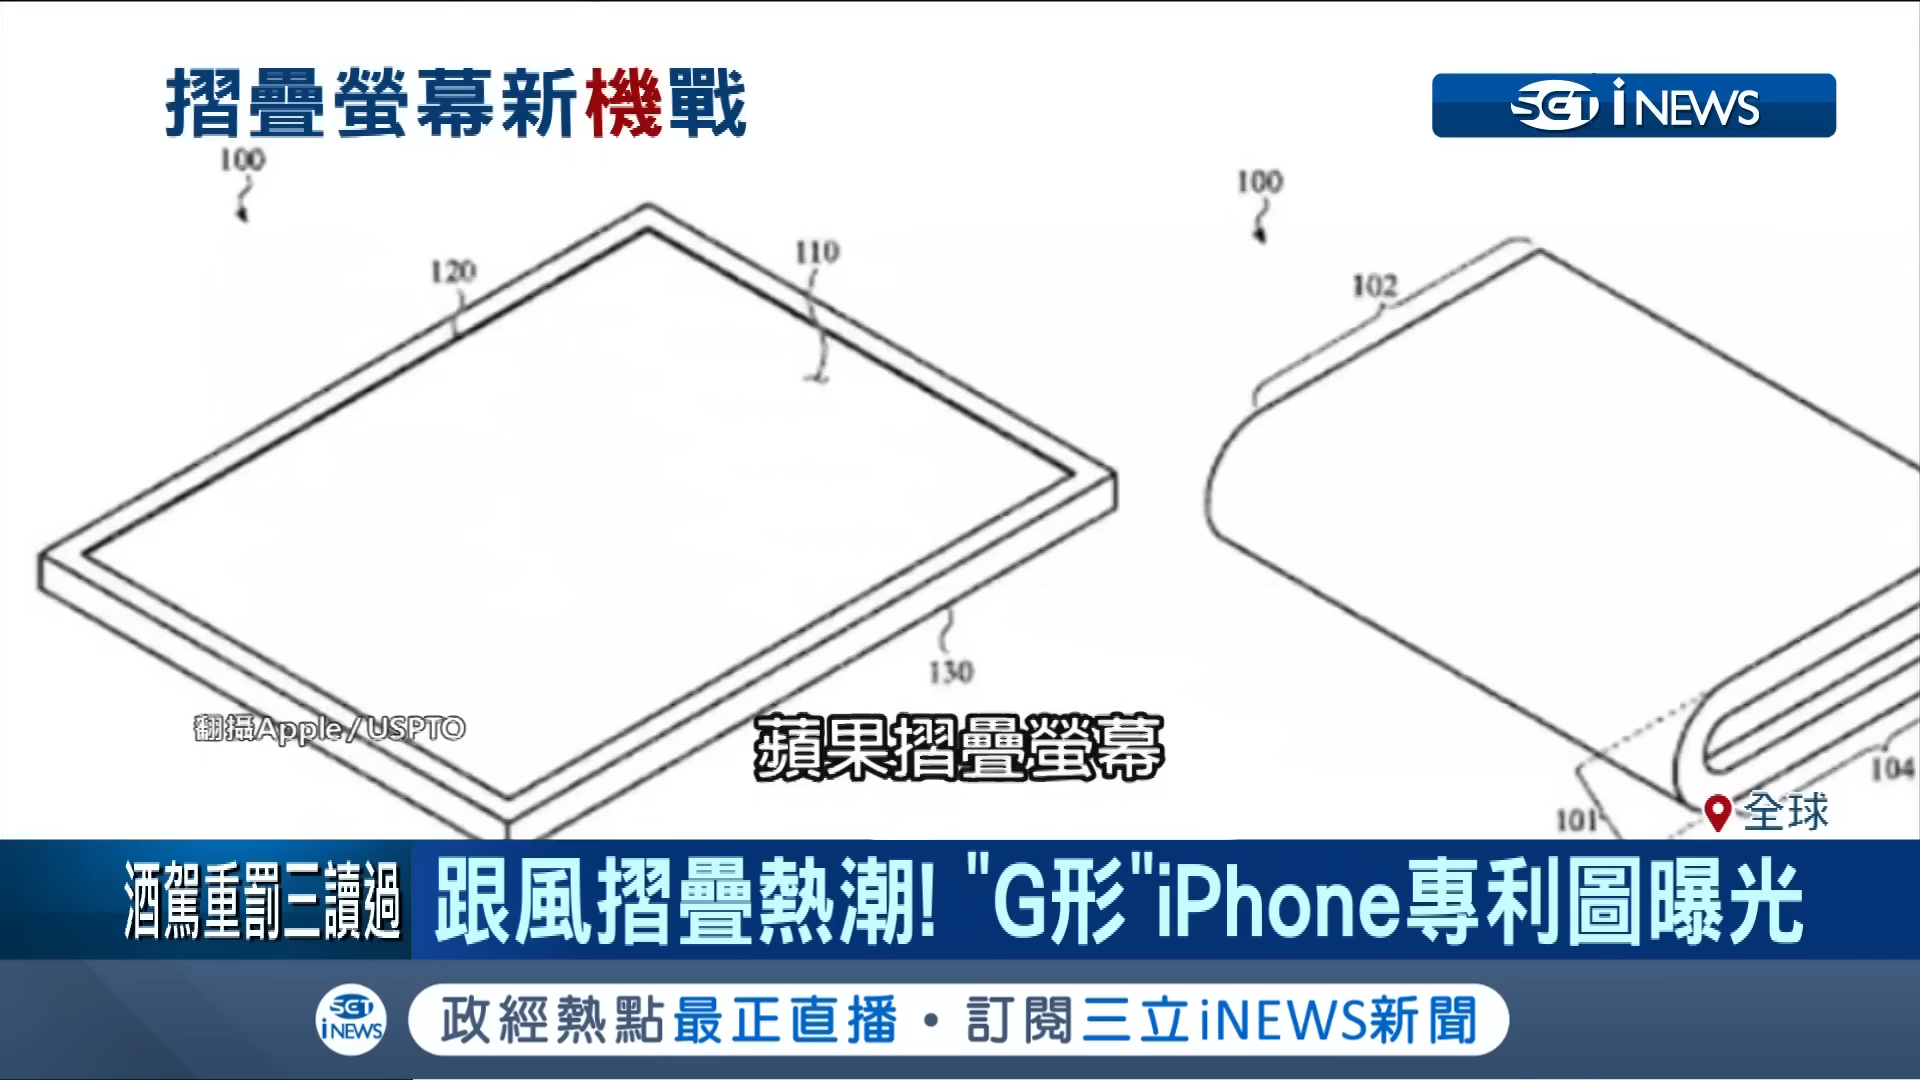 摺疊螢幕新機戰
SET iNEWS
100
120
110
130
100
102
101
104
翻攝Apple/USPTO
蘋果摺疊螢幕
全球
酒駕重罰三讀過
跟風摺疊熱潮! "G形"iPhone專利圖曝光
SET iNEWS
政經熱點最正直播・訂閱三立iNEWS新聞